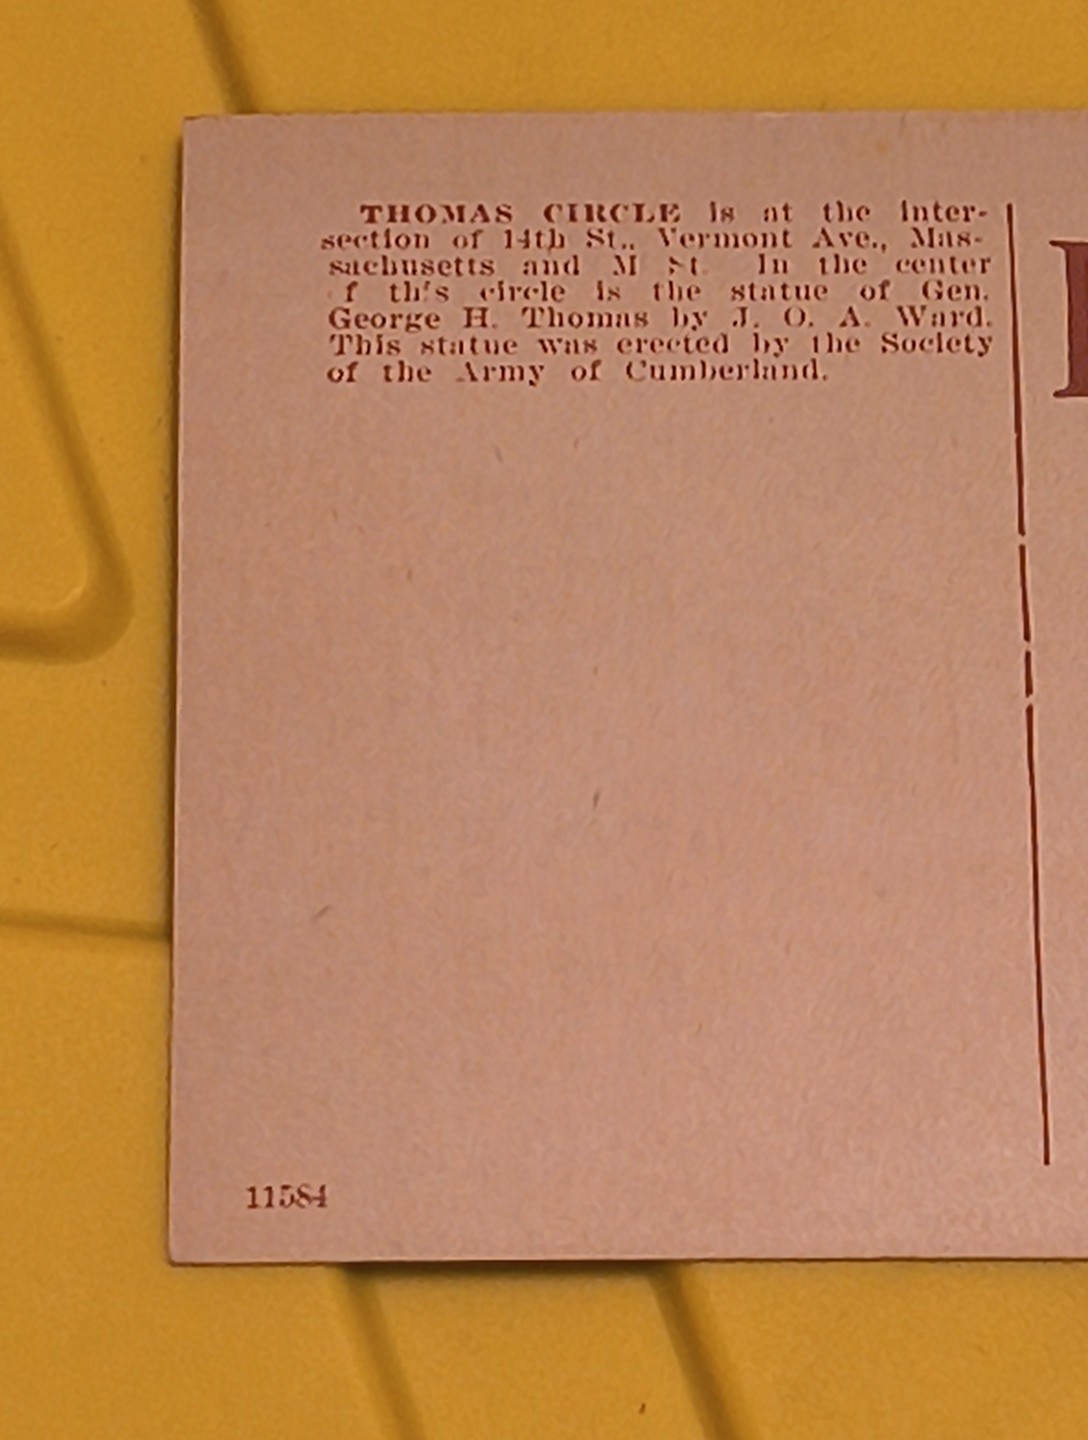 THOMAS CIRCLE is at the inter-
section of 14th St., Vermont Ave., Mas-
sachusetts and M St. In the center
of this circle is the statue of Gen.
George H. Thomas by J. O. A. Ward.
This statue was erected by the Society
of the Army of Cumberland.
11584